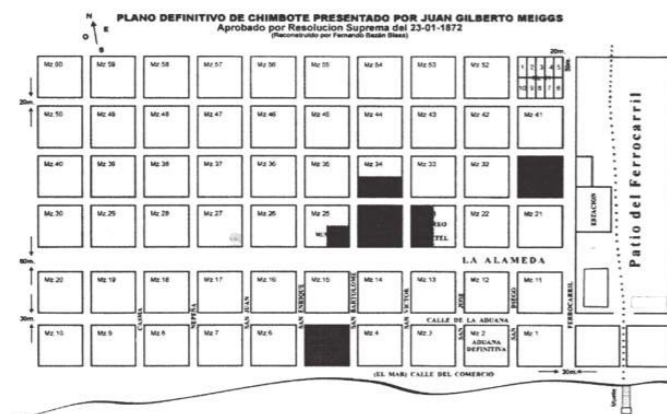 PLANO DEFINITIVO DE CHIMBOTE PRESENTADO POR JUAN GILBERTO MEIGGS
Aprobado por Resolucion Suprema del 23-01-1872
(Reconstruido por Fernando Bazán Blass)
N
E
O
S
20m.
Mz.60 Mz.59 Mz.58 Mz.57 Mz.56 Mz.55 Mz.54 Mz.53 Mz.52
1 2 3 4 5
10 9 8 7 6
20m.
Mz.50 Mz.49 Mz.48 Mz.47 Mz.46 Mz.45 Mz.44 Mz.43 Mz.42 Mz.41
Mz.40 Mz.39 Mz.38 Mz.37 Mz.36 Mz.35 Mz.34 Mz.33 Mz.32
Mz.30 Mz.29 Mz.28 Mz.27 Mz.26 Mz.25 Mz.22 Mz.21
ESTACION
Patio del Ferrocarril
LA ALAMEDA
Mz.20 Mz.19 Mz.18 Mz.17 Mz.16 Mz.15 Mz.14 Mz.13 Mz.12 Mz.11
NEPEÑA
SAN JUAN
SAN ENRIQUE
SAN BARTOLOME
SAN VICTOR
SAN JOSE
SAN DIEGO
FERROCARRIL
CALLE DE LA ADUANA
30m.
Mz.10 Mz.9 Mz.8 Mz.7 Mz.6 Mz.4 Mz.3 Mz.2 Mz.1
ADUANA
DEFINITIVA
(EL MAR) CALLE DEL COMERCIO
30m.
Muelle